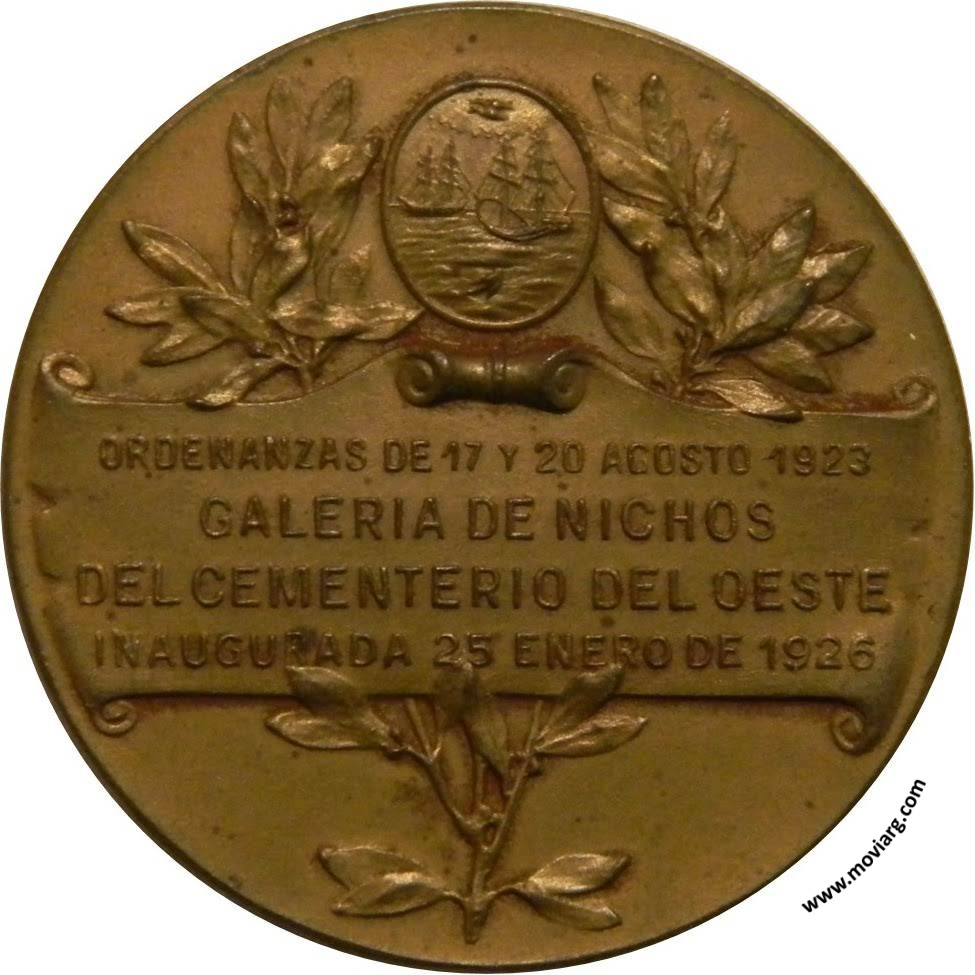 ORDENANZAS DE 17 Y 20 AGOSTO 1923
GALERIA DE NICHOS
DEL CEMENTERIO DEL OESTE
INAUGURADA 25 ENERO DE 1926
www.moviarg.com